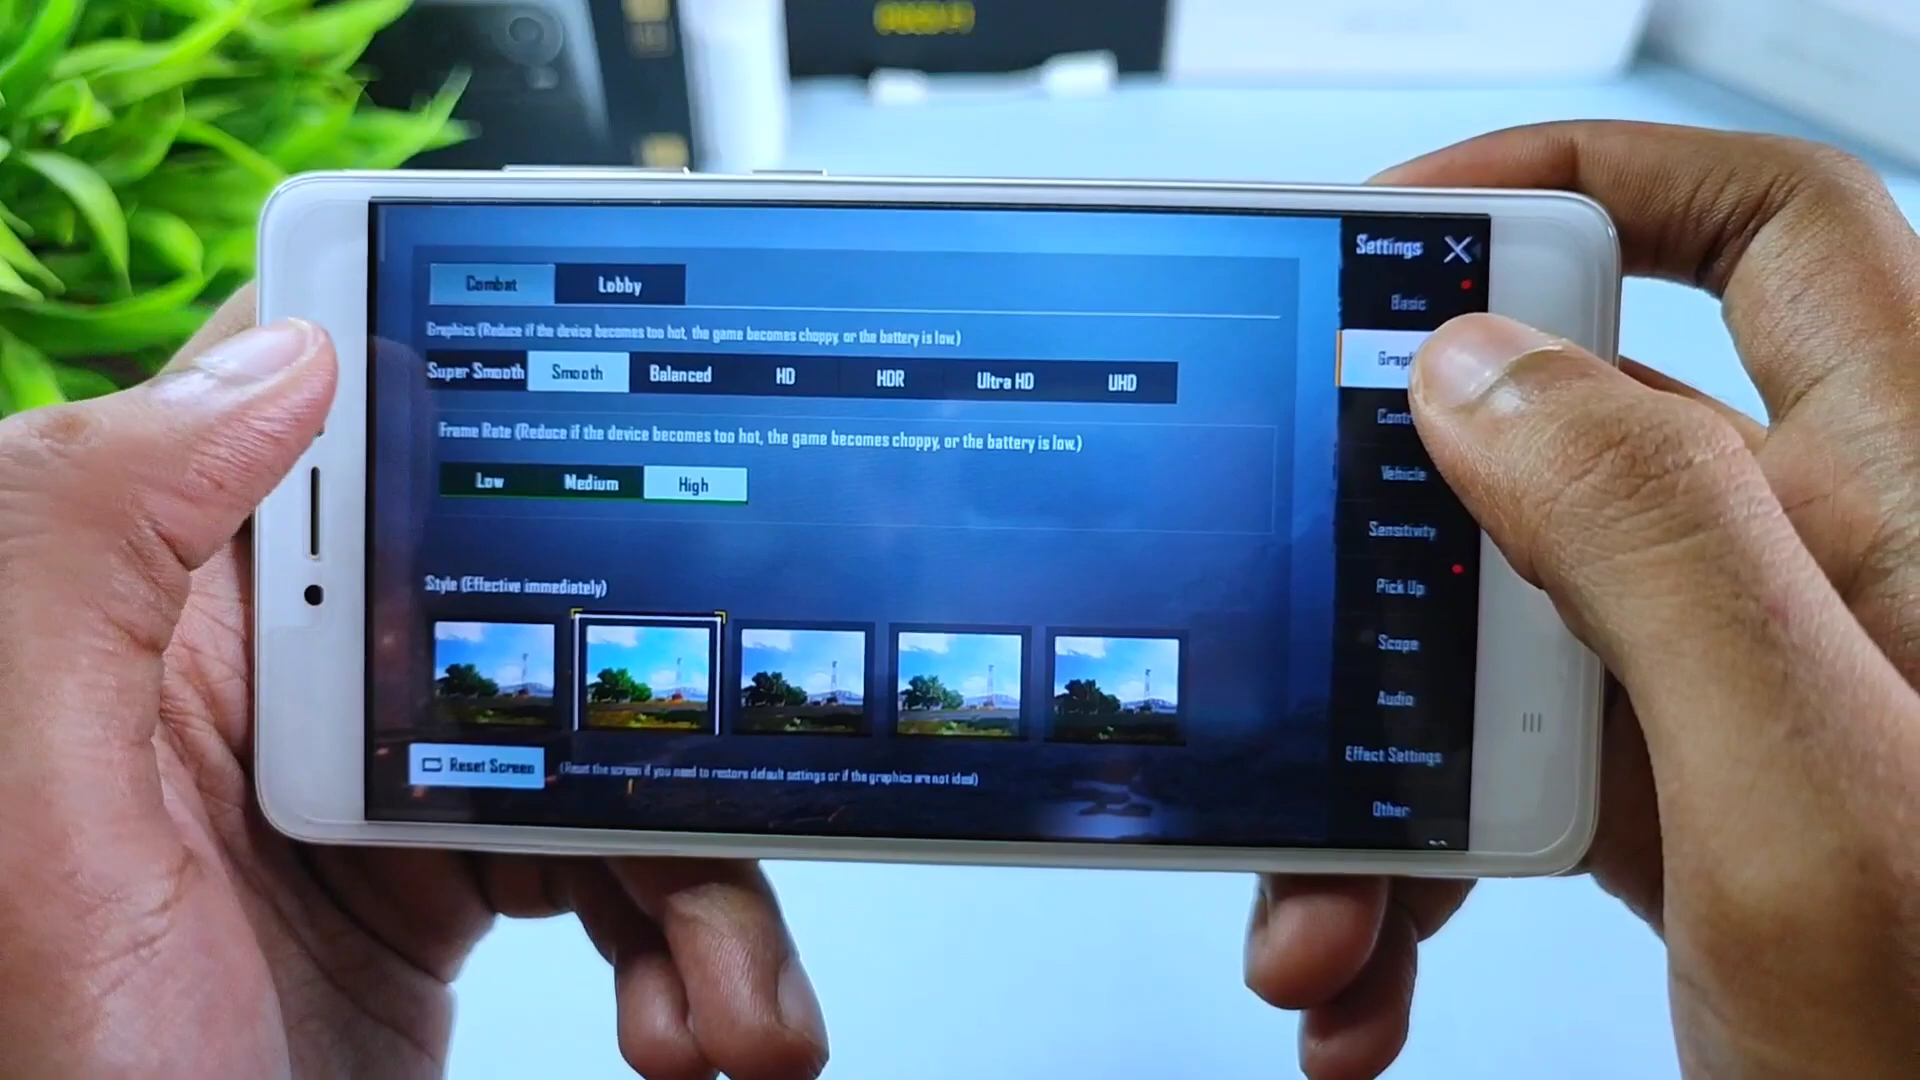 Settings
Combat Lobby
Basic
Graphics (Reduce if the device becomes too hot, the game becomes choppy, or the battery is low.)
Super Smooth Smooth Balanced HD HDR Ultra HD UHD
Graph
Frame Rate (Reduce if the device becomes too hot, the game becomes choppy, or the battery is low.)
Contr
Low Medium High
Vehicle
Sensitivity
Style (Effective immediately)
Pick Up
Scope
Audio
Reset Screen (Reset the screen if you need to restore default settings or if the graphics are not ideal)
Effect Settings
Other